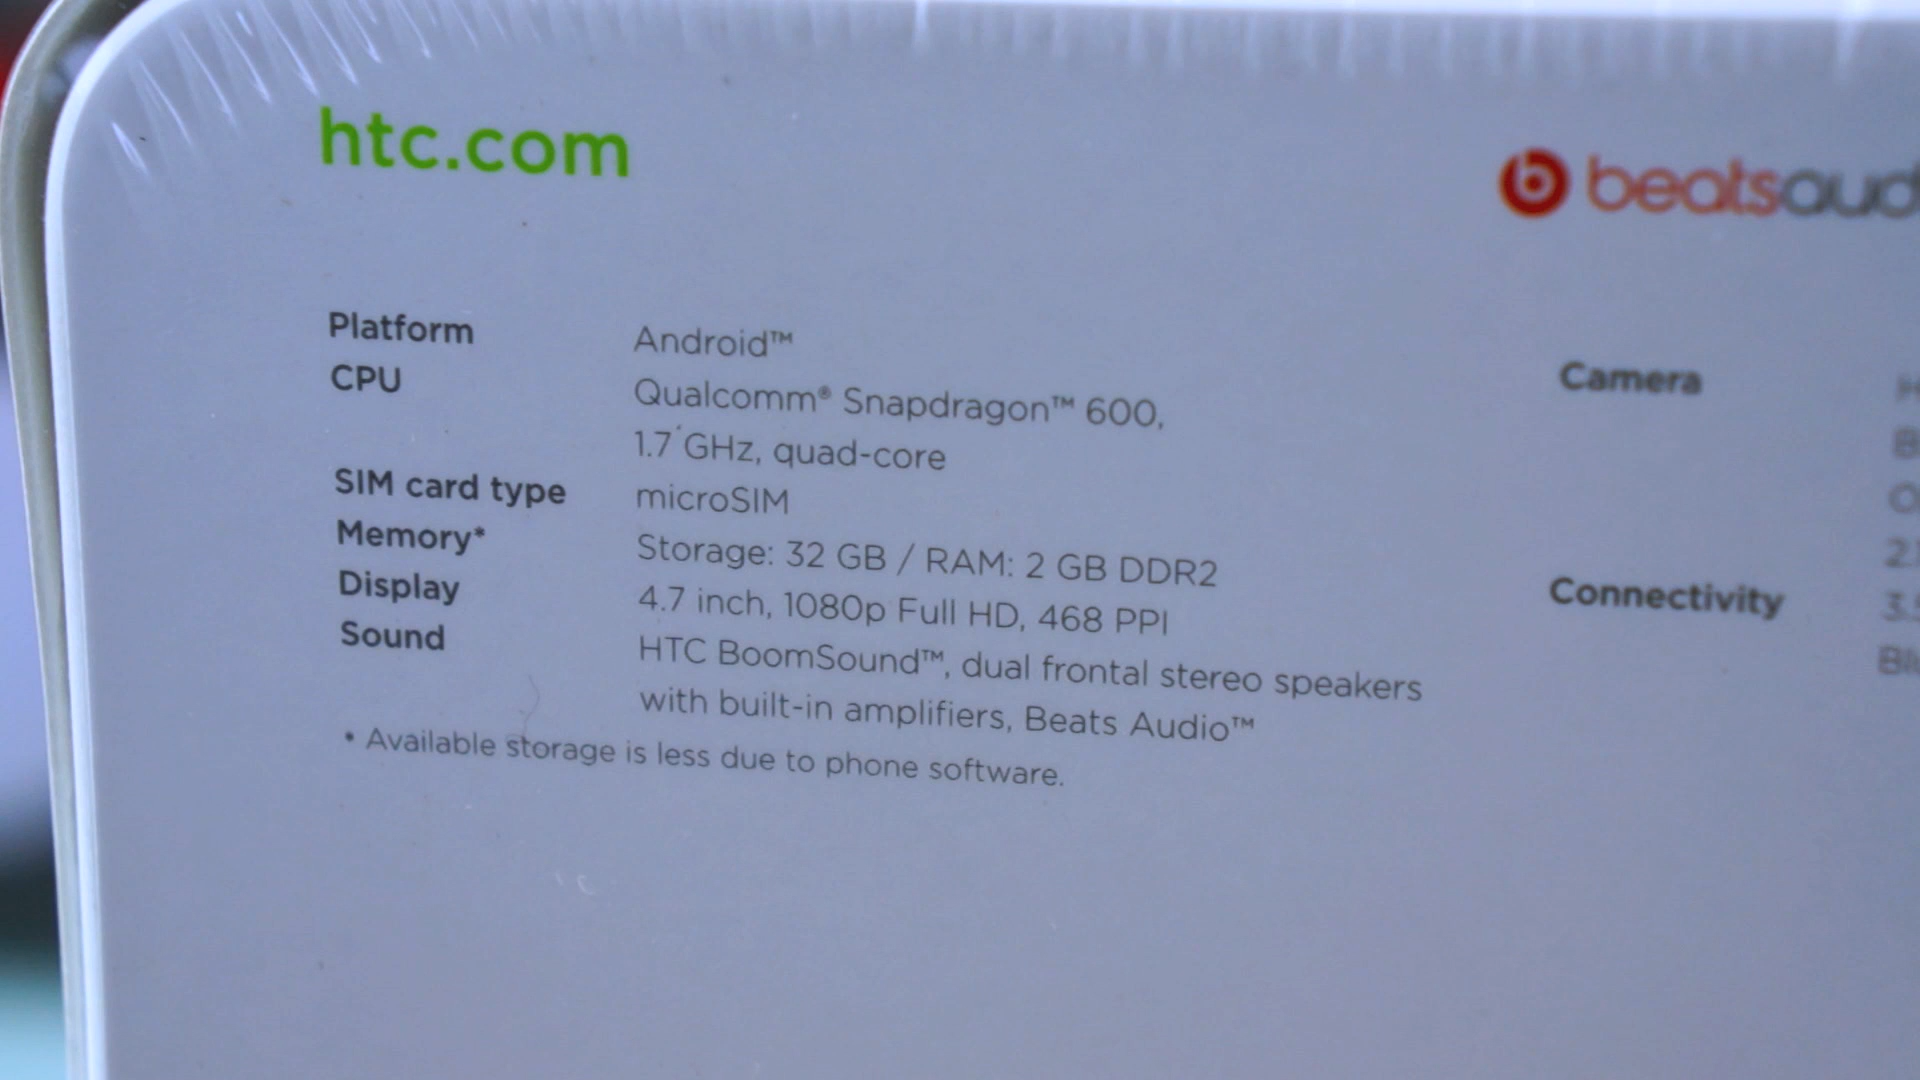 htc.com
beatsaud
Platform Android™
CPU Qualcomm® Snapdragon™ 600,
1.7 GHz, quad-core
SIM card type microSIM
Memory* Storage: 32 GB / RAM: 2 GB DDR2
Display 4.7 inch, 1080p Full HD, 468 PPI
Sound HTC BoomSound™, dual frontal stereo speakers
with built-in amplifiers, Beats Audio™
* Available storage is less due to phone software.
Camera
Connectivity